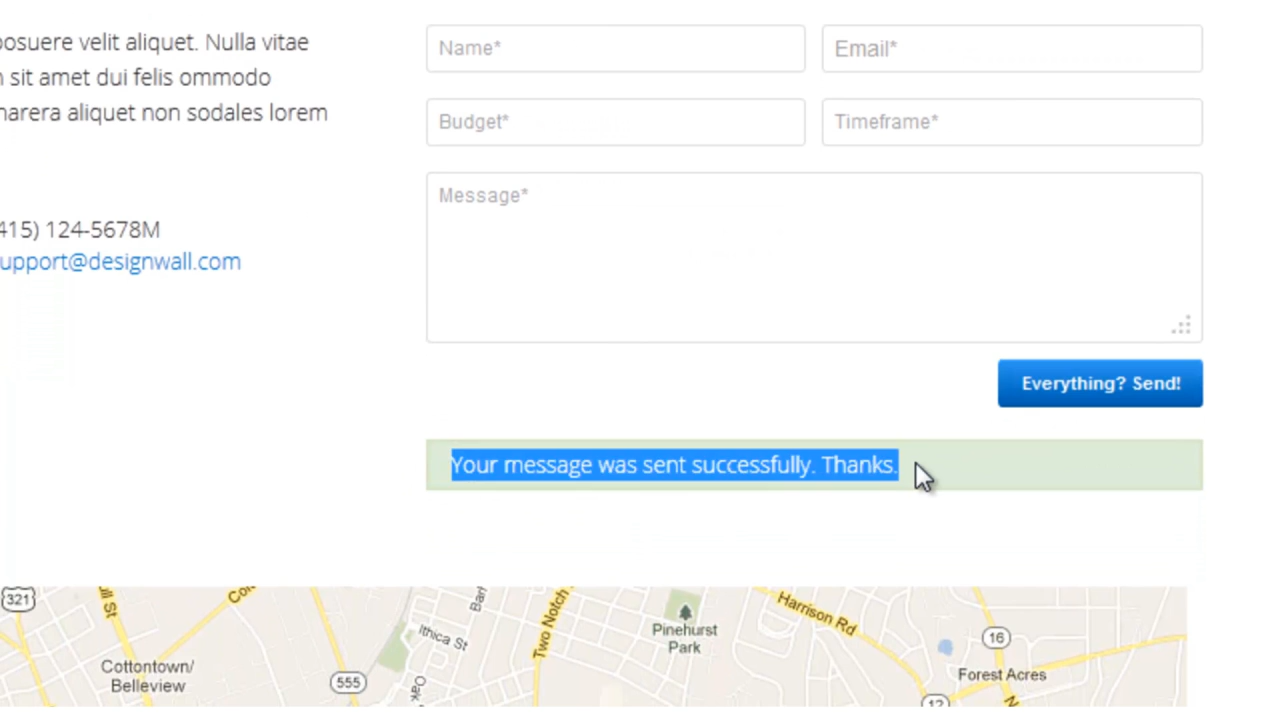 posuere velit aliquet. Nulla vitae
sit amet dui felis ommodo
aliquet non sodales lorem
415) 124-5678M
upport@designwall.com
Name*
Email*
Budget*
Timeframe*
Message*
Everything? Send!
Your message was sent successfully. Thanks.
321
Two Notch
Harrison Rd
Ithica St
Pinehurst
Park
16
Cottontown/
Belleview
555
Forest Acres
12